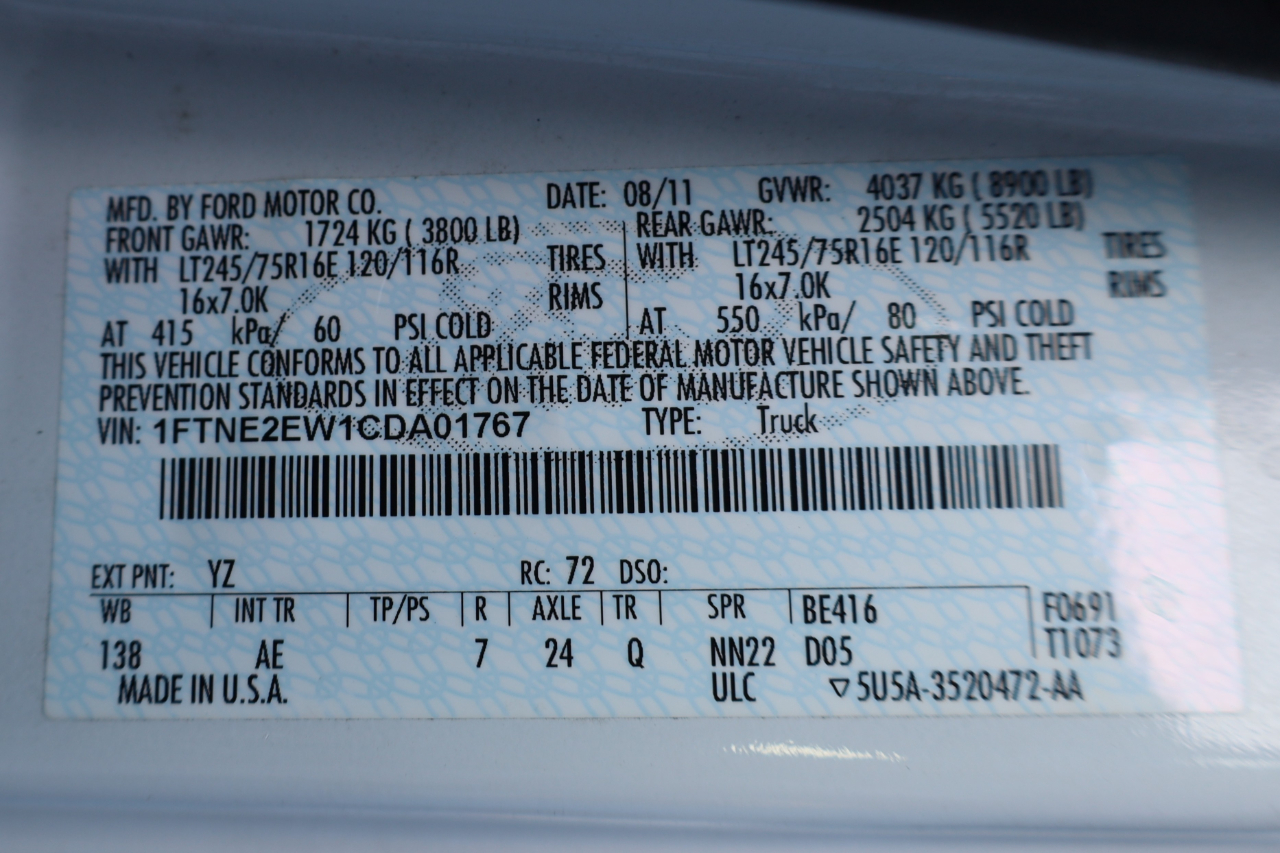 MFD. BY FORD MOTOR CO. DATE: 08/11 GVWR: 4037 KG ( 8900 LB)
FRONT GAWR: 1724 KG ( 3800 LB) REAR GAWR: 2504 KG ( 5520 LB)
WITH LT245/75R16E 120/116R TIRES WITH LT245/75R16E 120/116R TIRES
16x7.0K RIMS 16x7.0K RIMS
AT 415 kPa/ 60 PSI COLD AT 550 kPa/ 80 PSI COLD
THIS VEHICLE CONFORMS TO ALL APPLICABLE FEDERAL MOTOR VEHICLE SAFETY AND THEFT
PREVENTION STANDARDS IN EFFECT ON THE DATE OF MANUFACTURE SHOWN ABOVE.
VIN: 1FTNE2EW1CDA01767 TYPE: Truck
EXT PNT: YZ RC: 72 DSO:
WB INT TR TP/PS R AXLE TR SPR BE416 F0691
138 AE 7 24 Q NN22 D05 T1073
MADE IN U.S.A. ULC ▽5U5A-3520472-AA